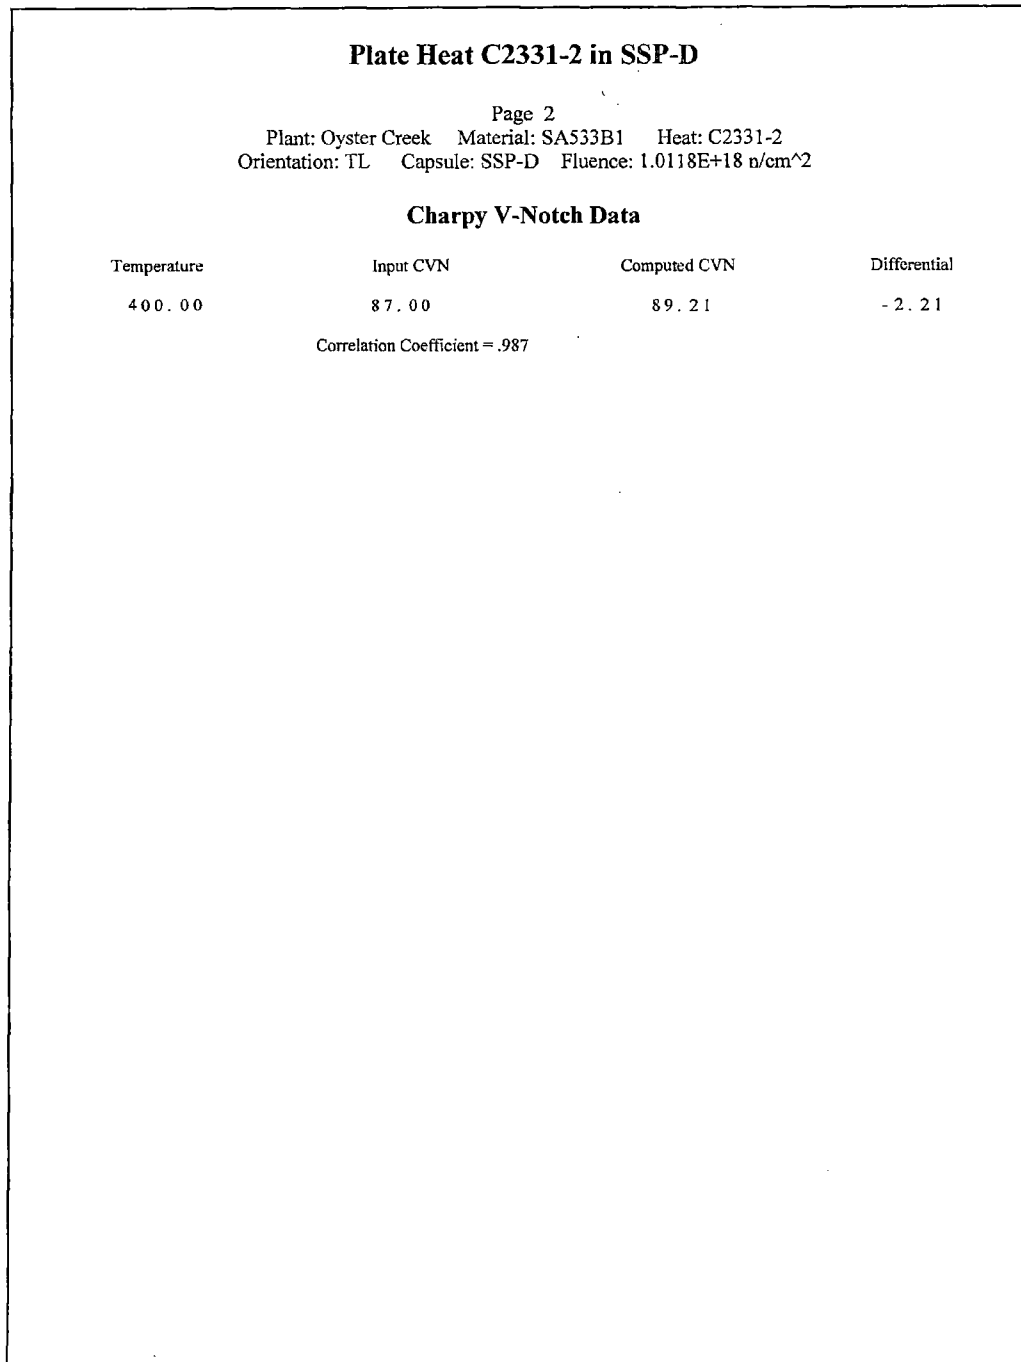 Plate Heat C2331-2 in SSP-D
Page 2
Plant: Oyster Creek Material: SA533B1 Heat: C2331-2
Orientation: TL Capsule: SSP-D Fluence: 1.0118E+18 n/cm^2
Charpy V-Notch Data
Temperature Input CVN Computed CVN Differential
400.00 87.00 89.21 -2.21
Correlation Coefficient = .987